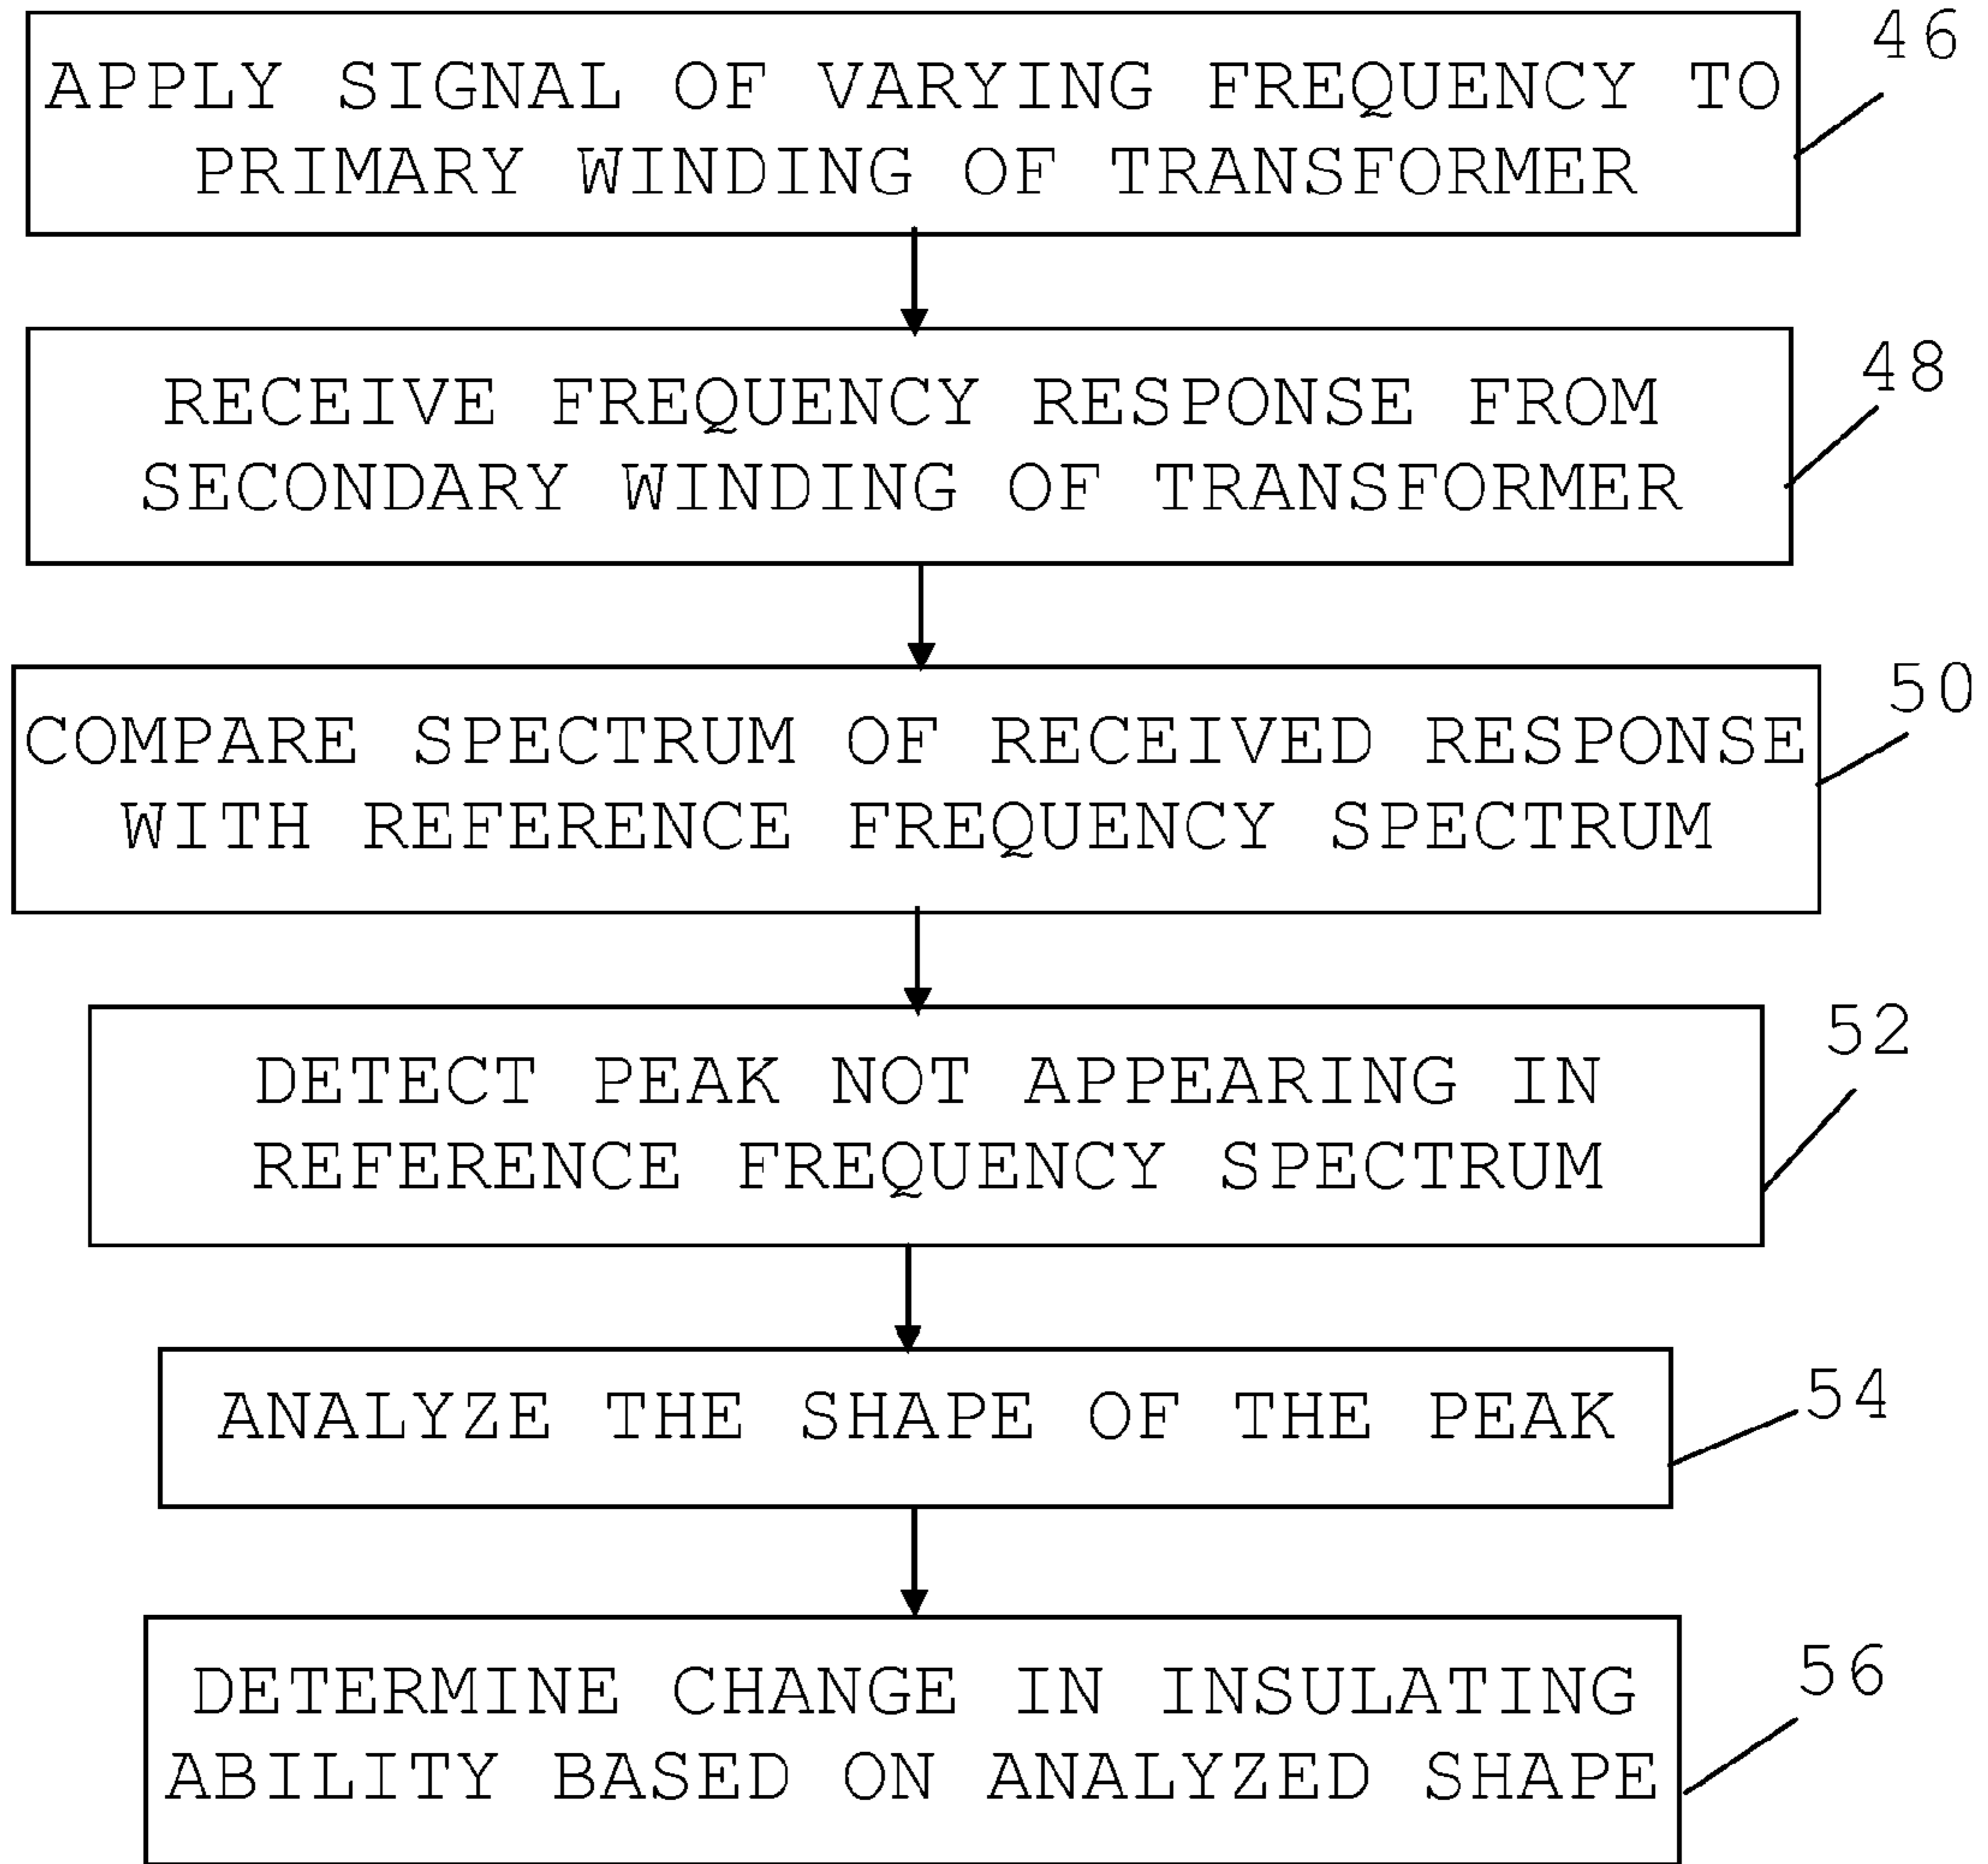 46
APPLY SIGNAL OF VARYING FREQUENCY TO
PRIMARY WINDING OF TRANSFORMER
48
RECEIVE FREQUENCY RESPONSE FROM
SECONDARY WINDING OF TRANSFORMER
50
COMPARE SPECTRUM OF RECEIVED RESPONSE
WITH REFERENCE FREQUENCY SPECTRUM
52
DETECT PEAK NOT APPEARING IN
REFERENCE FREQUENCY SPECTRUM
54
ANALYZE THE SHAPE OF THE PEAK
56
DETERMINE CHANGE IN INSULATING
ABILITY BASED ON ANALYZED SHAPE